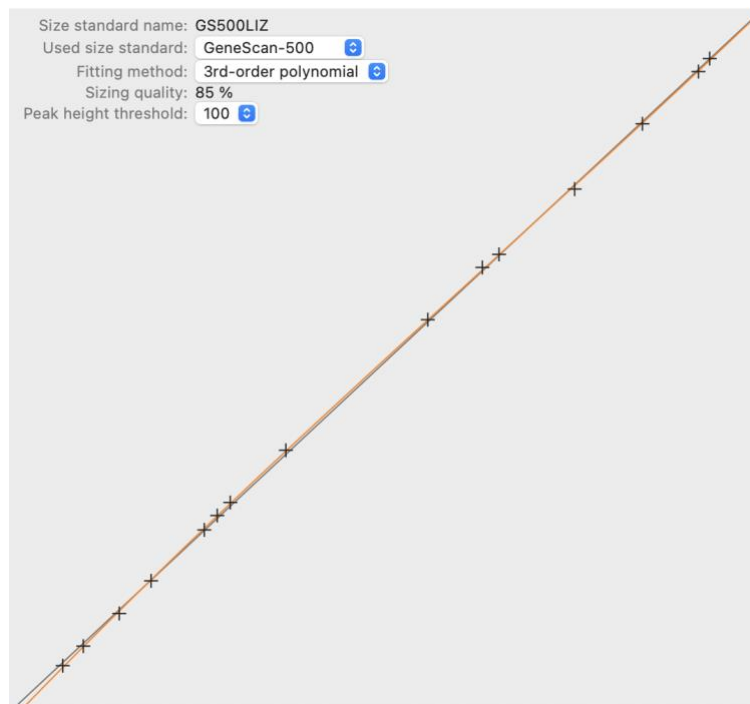 Size standard name: GS500LIZ
Used size standard: GeneScan-500
Fitting method: 3rd-order polynomial
Sizing quality: 85 %
Peak height threshold: 100